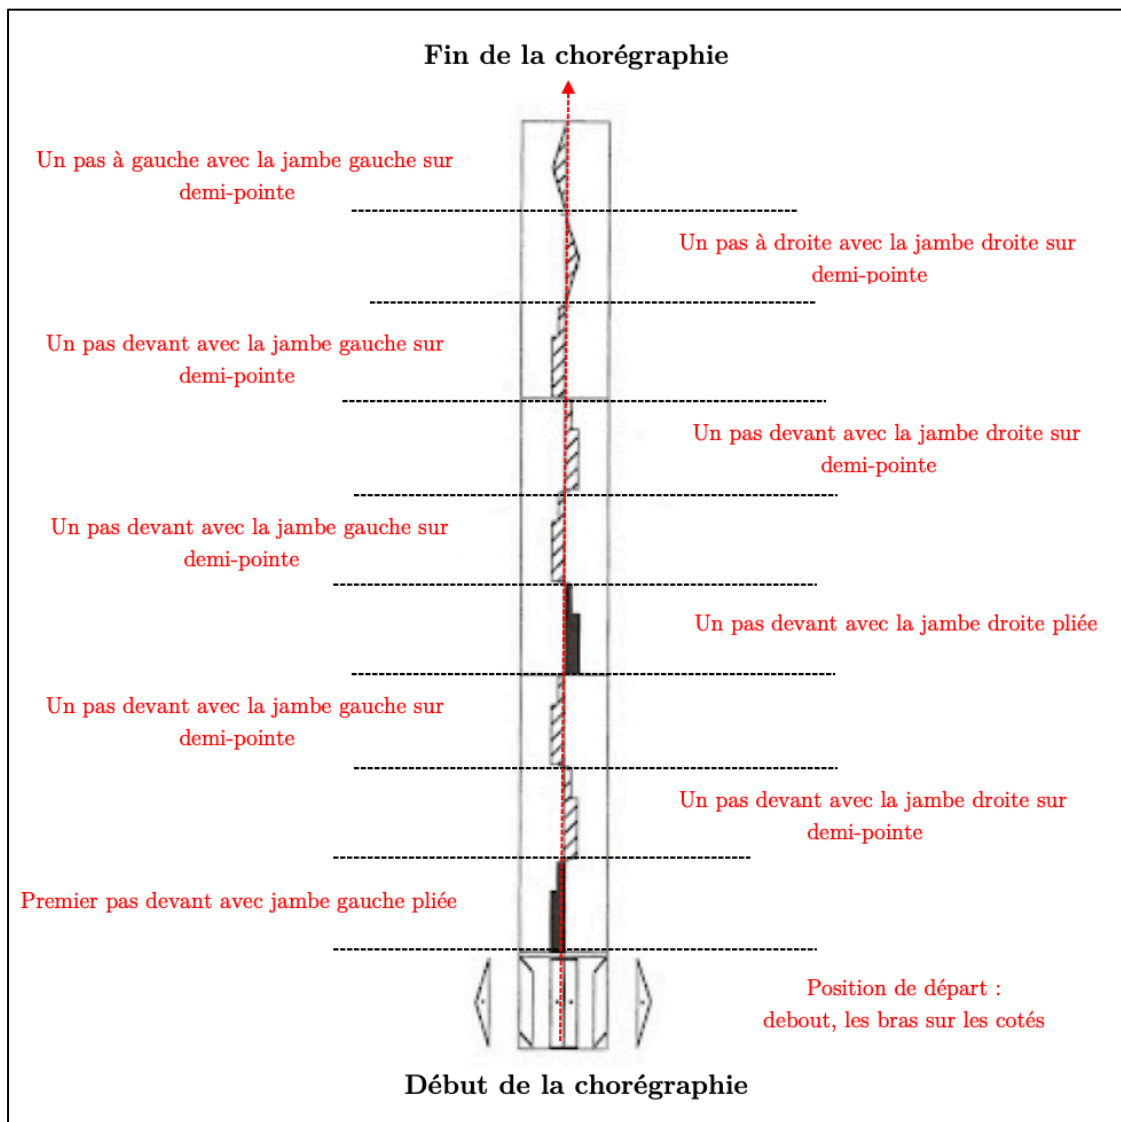 Fin de la chorégraphie
Un pas à gauche avec la jambe gauche sur
demi-pointe
Un pas à droite avec la jambe droite sur
demi-pointe
Un pas devant avec la jambe gauche sur
demi-pointe
Un pas devant avec la jambe droite sur
demi-pointe
Un pas devant avec la jambe gauche sur
demi-pointe
Un pas devant avec la jambe droite pliée
Un pas devant avec la jambe gauche sur
demi-pointe
Un pas devant avec la jambe droite sur
demi-pointe
Premier pas devant avec jambe gauche pliée
Position de départ :
debout, les bras sur les cotés
Début de la chorégraphie